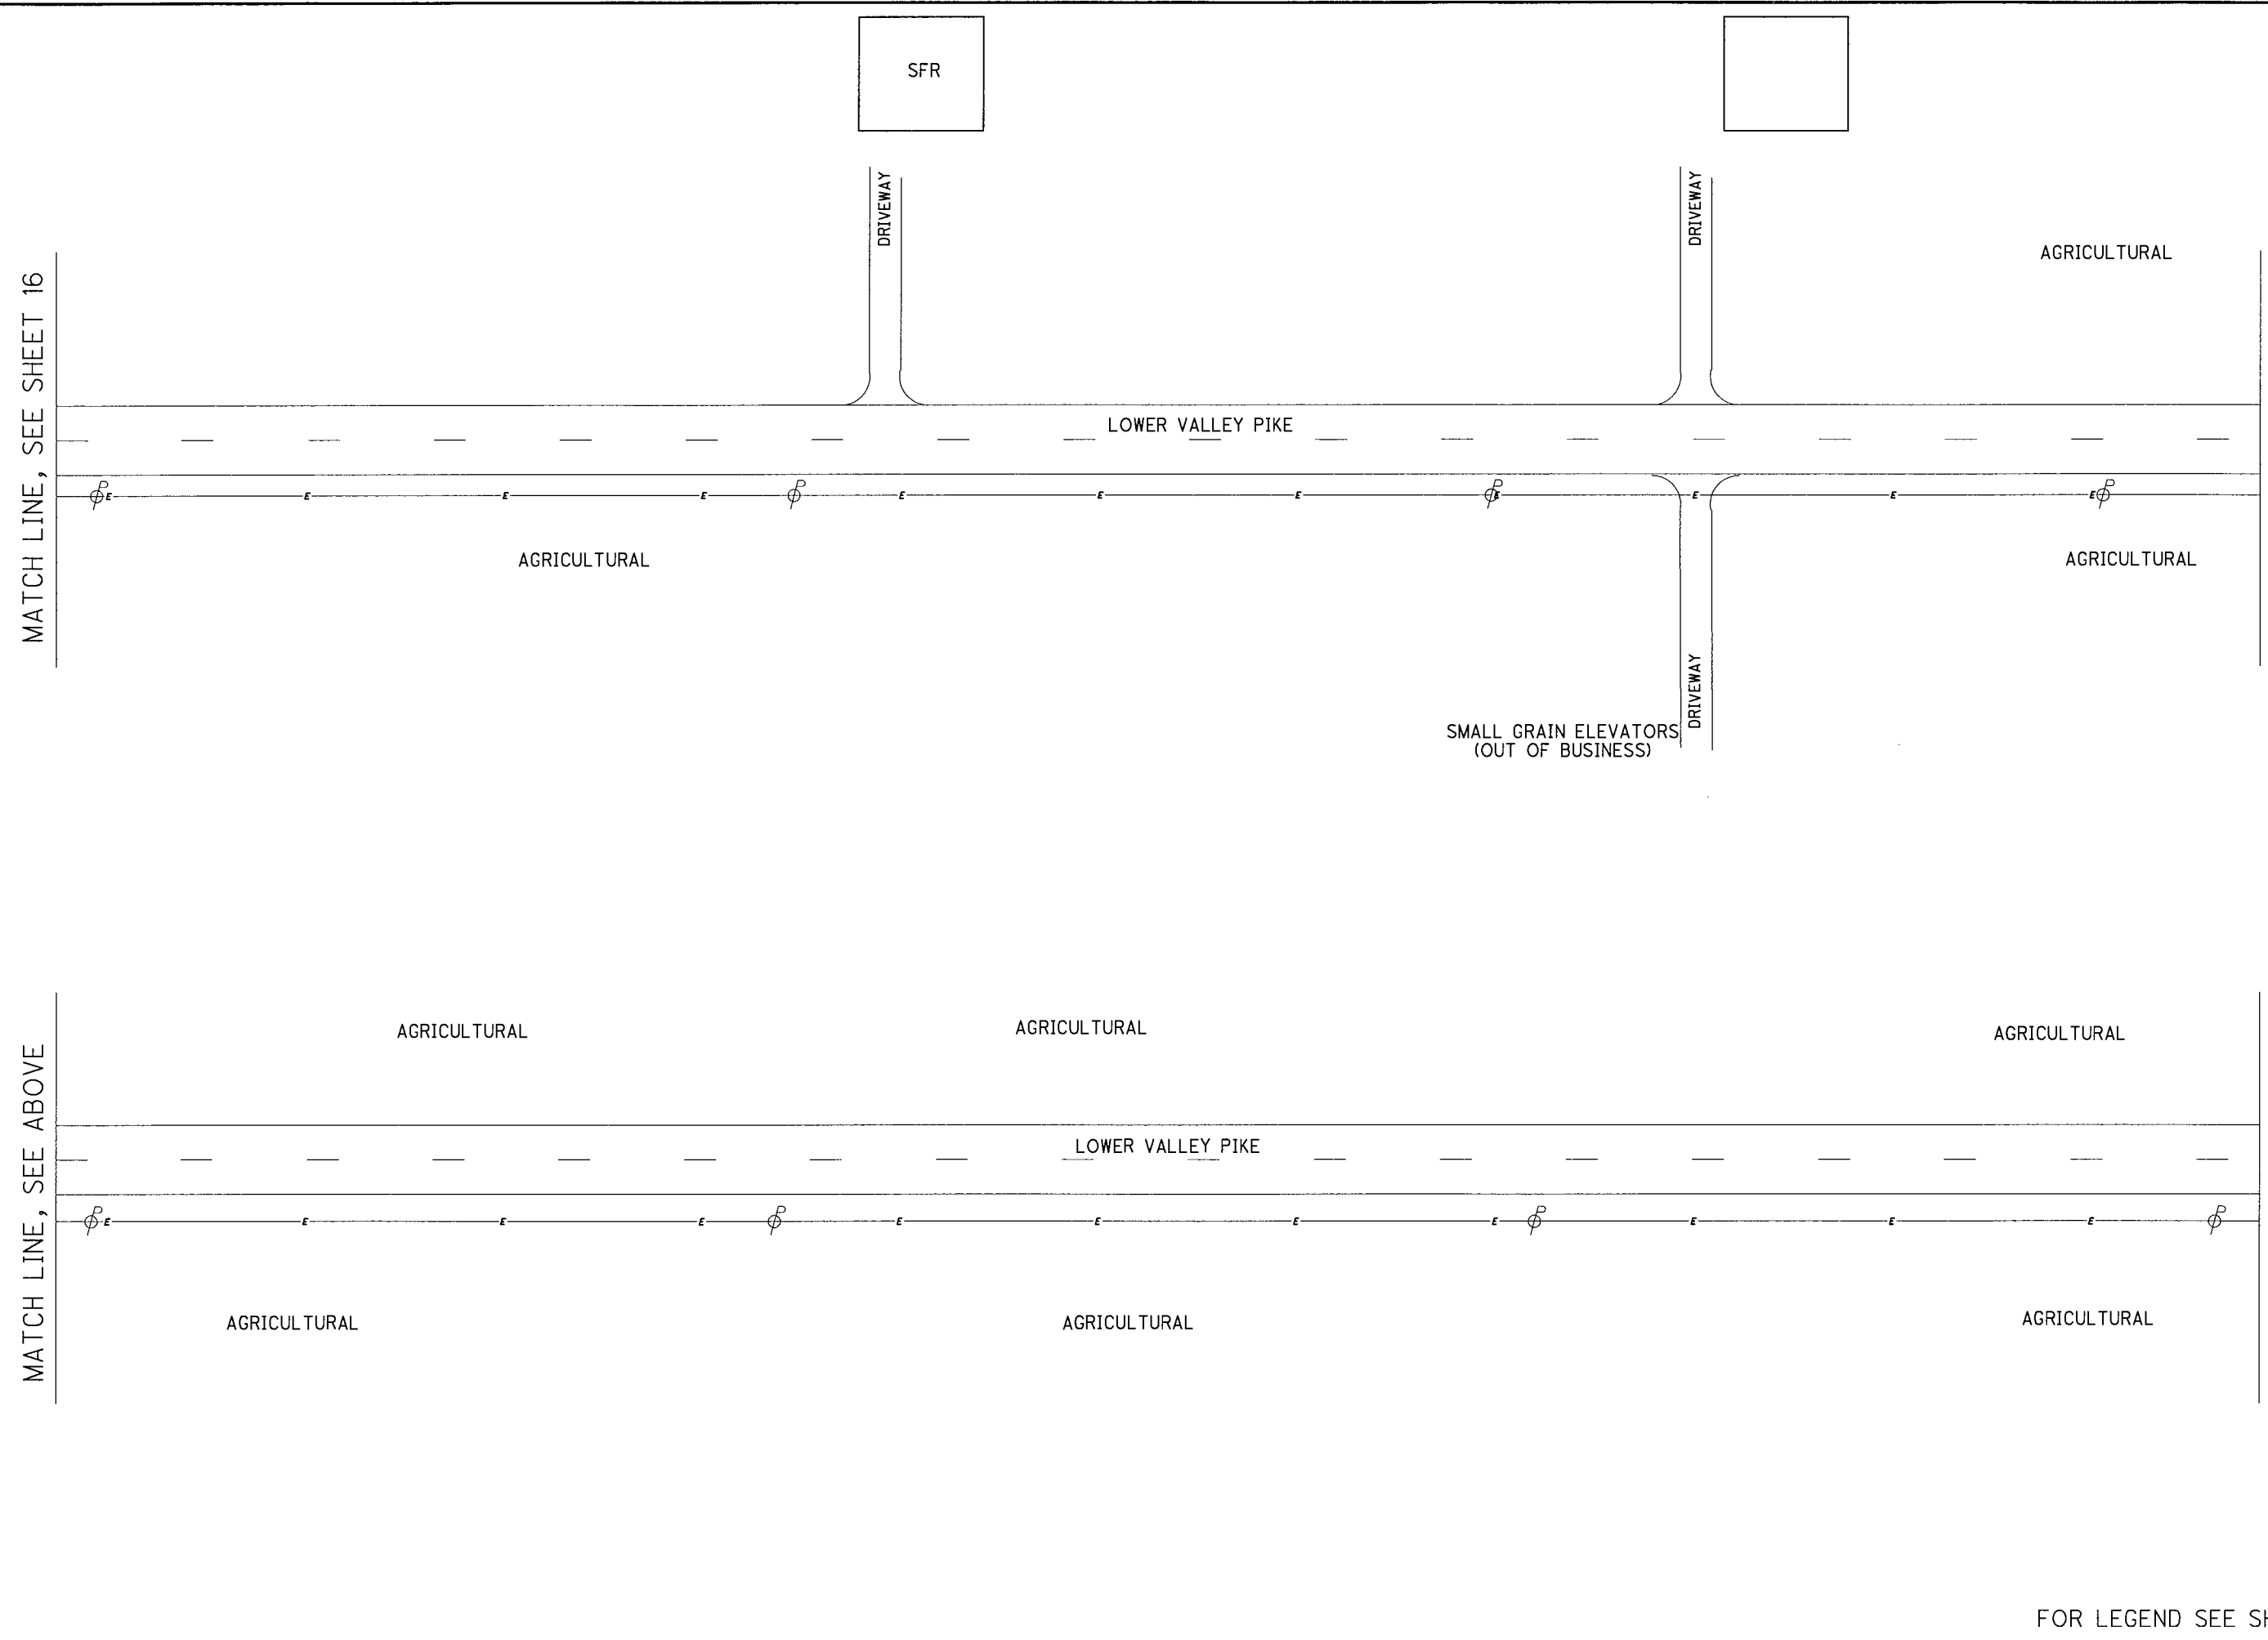 SFR
DRIVEWAY
DRIVEWAY
AGRICULTURAL
MATCH LINE, SEE SHEET 16
LOWER VALLEY PIKE
P E E E E P E E E P E E E E P
AGRICULTURAL
AGRICULTURAL
DRIVEWAY
SMALL GRAIN ELEVATORS
(OUT OF BUSINESS)
AGRICULTURAL
AGRICULTURAL
AGRICULTURAL
MATCH LINE, SEE ABOVE
LOWER VALLEY PIKE
P E E E E P E E E E P E E E P
AGRICULTURAL
AGRICULTURAL
AGRICULTURAL
FOR LEGEND SEE